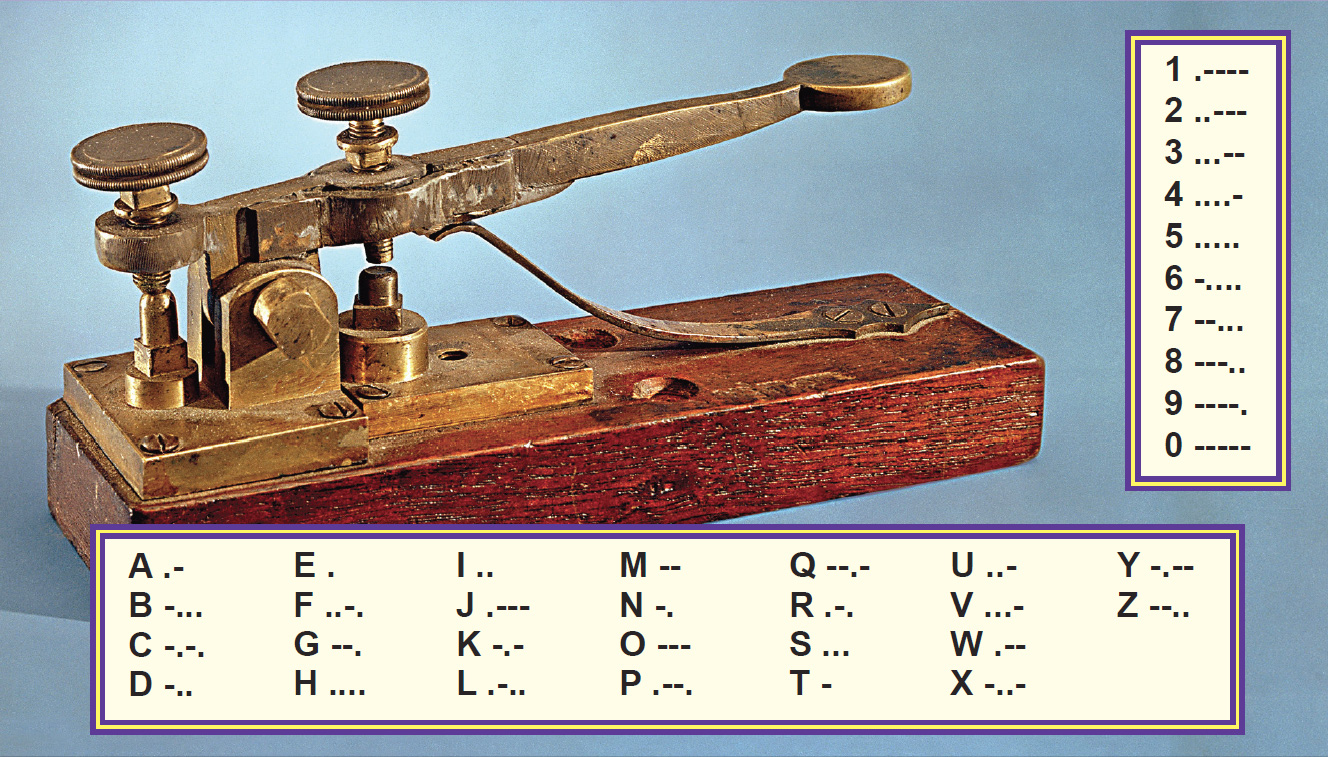 1 .----
2 ..---
3 ...--
4 ....-
5 .....
6 -....
7 --...
8 ---..
9 ----.
0 -----
A .- E . I .. M -- Q --.- U ..- Y -.--
B -... F ..-. J .--- N -. R .-. V ...- Z --..
C -.-. G --. K -.- O --- S ... W .--
D -.. H .... L .-.. P .--. T - X -..-